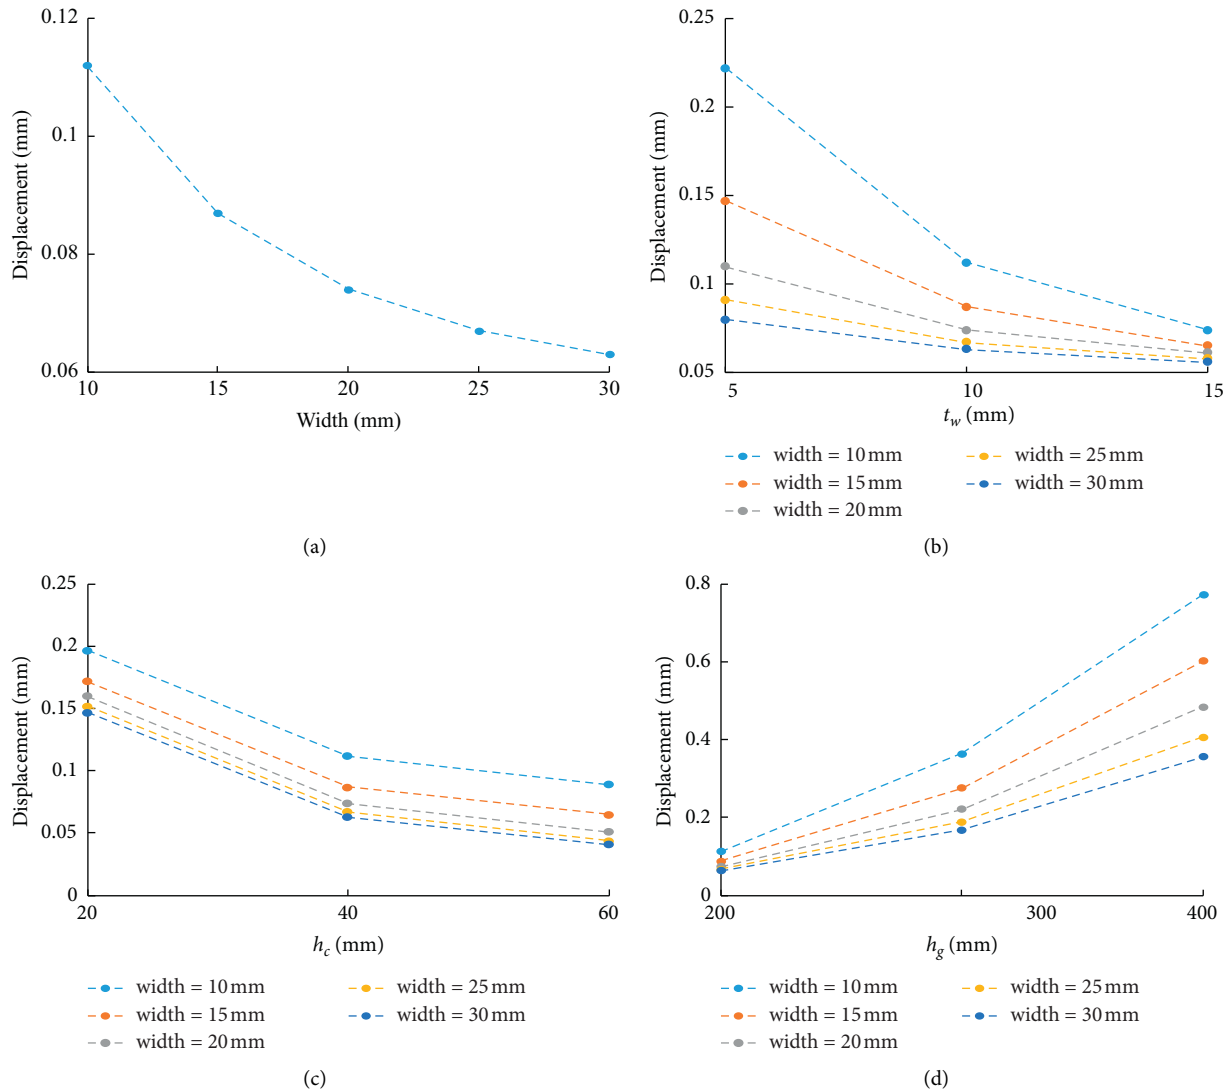 0.12
0.1
0.08
0.06
Displacement (mm)
10 15 20 25 30
Width (mm)
(a)
0.25
0.2
0.15
0.1
0.05
Displacement (mm)
5 10 15
t_w (mm)
width = 10 mm
width = 15 mm
width = 20 mm
width = 25 mm
width = 30 mm
(b)
0.25
0.2
0.15
0.1
0.05
0
Displacement (mm)
20 40 60
h_c (mm)
width = 10 mm
width = 15 mm
width = 20 mm
width = 25 mm
width = 30 mm
(c)
0.8
0.6
0.4
0.2
0
Displacement (mm)
200 300 400
h_g (mm)
width = 10 mm
width = 15 mm
width = 20 mm
width = 25 mm
width = 30 mm
(d)